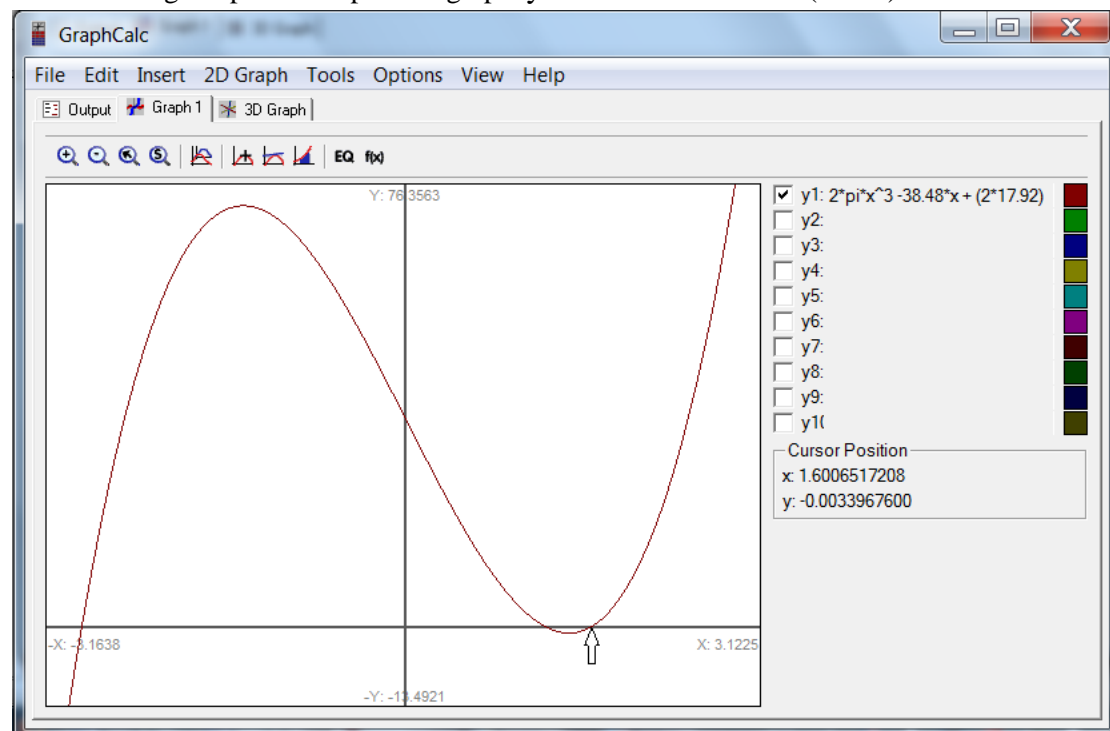 GraphCalc
File Edit Insert 2D Graph Tools Options View Help
Output Graph 1 3D Graph
EQ f(x)
Y: 76.3563
-X: -3.1638
X: 3.1225
-Y: -13.4921
y1: 2*pi*x^3 -38.48*x + (2*17.92)
y2:
y3:
y4:
y5:
y6:
y7:
y8:
y9:
y1(
Cursor Position
x: 1.6006517208
y: -0.0033967600